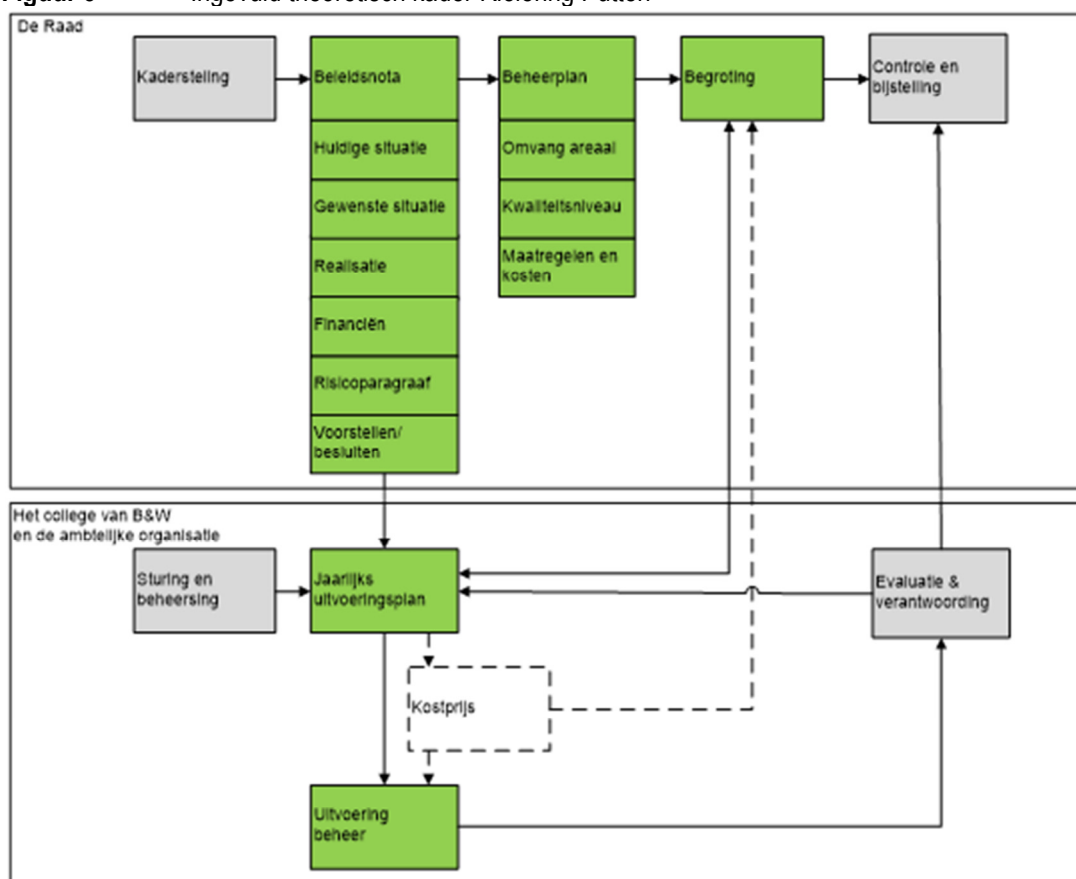 De Raad
Kaderstelling
Beleidsnota
Beheerplan
Begroting
Controle en
bijstelling
Huidige situatie
Omvang areaal
Gewenste situatie
Kwaliteitsniveau
Realisatie
Maatregelen en
kosten
Financiën
Risicoparagraaf
Voorstellen/
besluiten
Het college van B&W
en de ambtelijke organisatie
Sturing en
beheersing
Jaarlijks
uitvoeringsplan
Evaluatie &
verantwoording
Kostprijs
Uitvoering
beheer